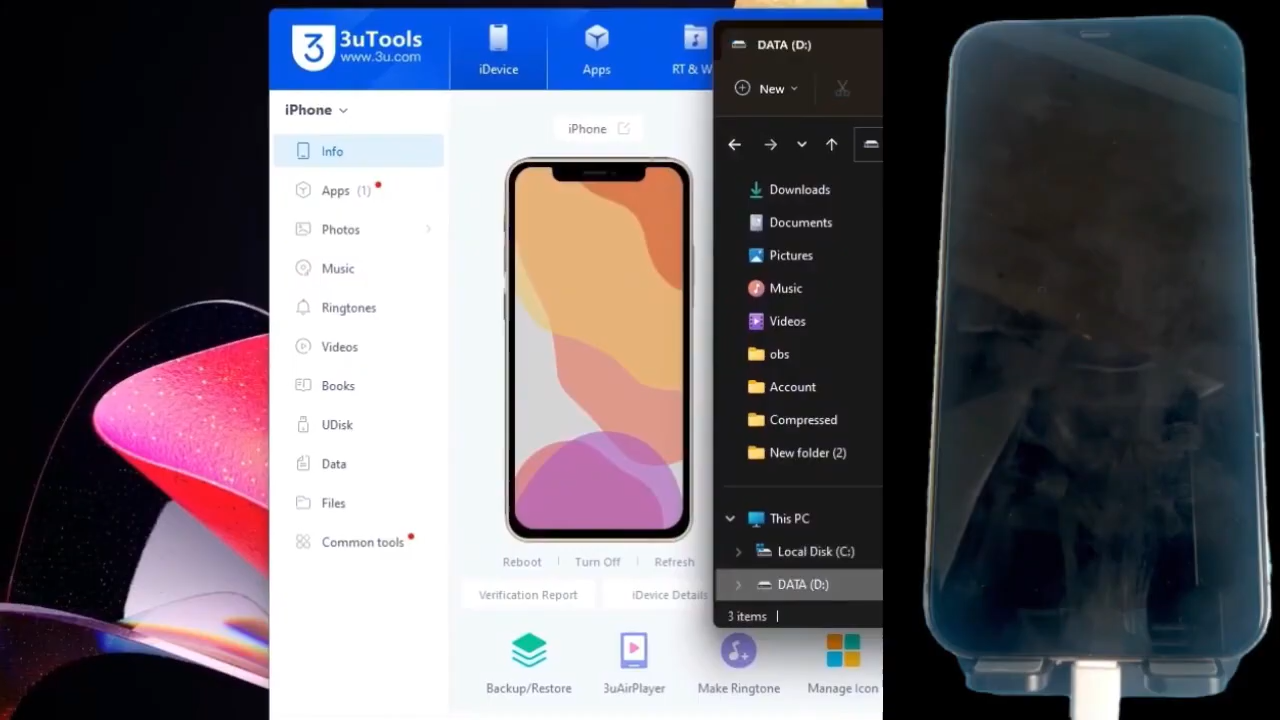 3uTools
www.3u.com
iDevice
Apps
RT & W
iPhone
Info
Apps (1)
Photos
Music
Ringtones
Videos
Books
UDisk
Data
Files
Common tools
iPhone
Reboot
Turn Off
Refresh
Verification Report
iDevice Details
Backup/Restore
3uAirPlayer
Make Ringtone
Manage Icon
DATA (D:)
New
Downloads
Documents
Pictures
Music
Videos
obs
Account
Compressed
New folder (2)
This PC
Local Disk (C:)
DATA (D:)
3 items